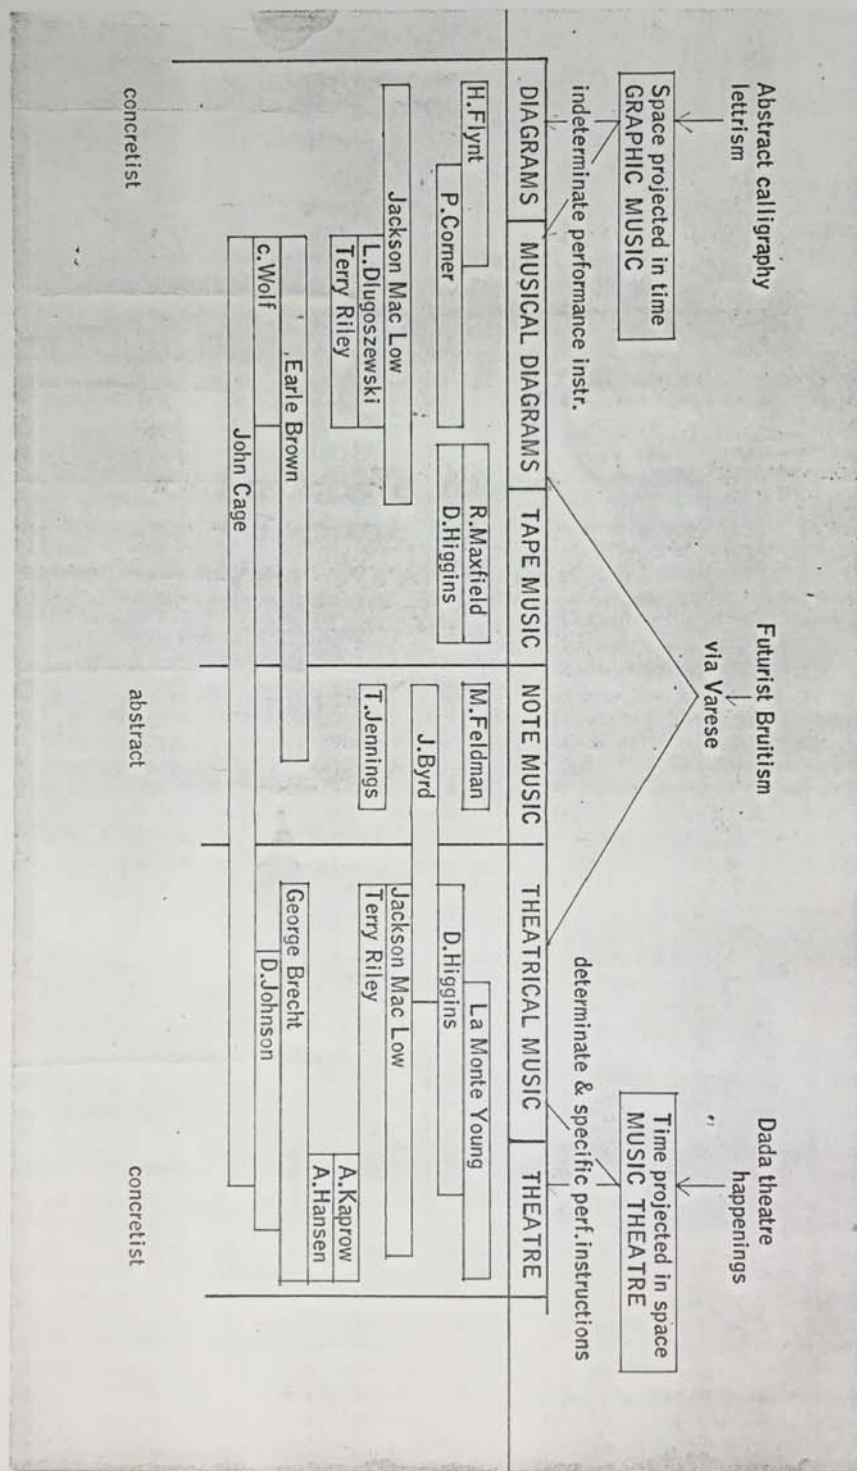 Abstract calligraphy
lettrism
Futurist Bruitism
via Varese
Dada theatre
happenings
Space projected in time
GRAPHIC MUSIC
Time projected in space
MUSIC THEATRE
indeterminate performance instr.
determinate & specific perf.instructions
DIAGRAMS
MUSICAL DIAGRAMS
TAPE MUSIC
NOTE MUSIC
THEATRICAL MUSIC
THEATRE
H.Flynt
R.Maxfield
M.Feldman
La Monte Young
P.Corner
D.Higgins
D.Higgins
J.Byrd
Jackson Mac Low
Jackson Mac Low
L.Dlugoszewski
T.Jennings
Terry Riley
Terry Riley
A.Kaprow
A.Hansen
Earle Brown
George Brecht
c.Wolf
D.Johnson
John Cage
concretist
abstract
concretist